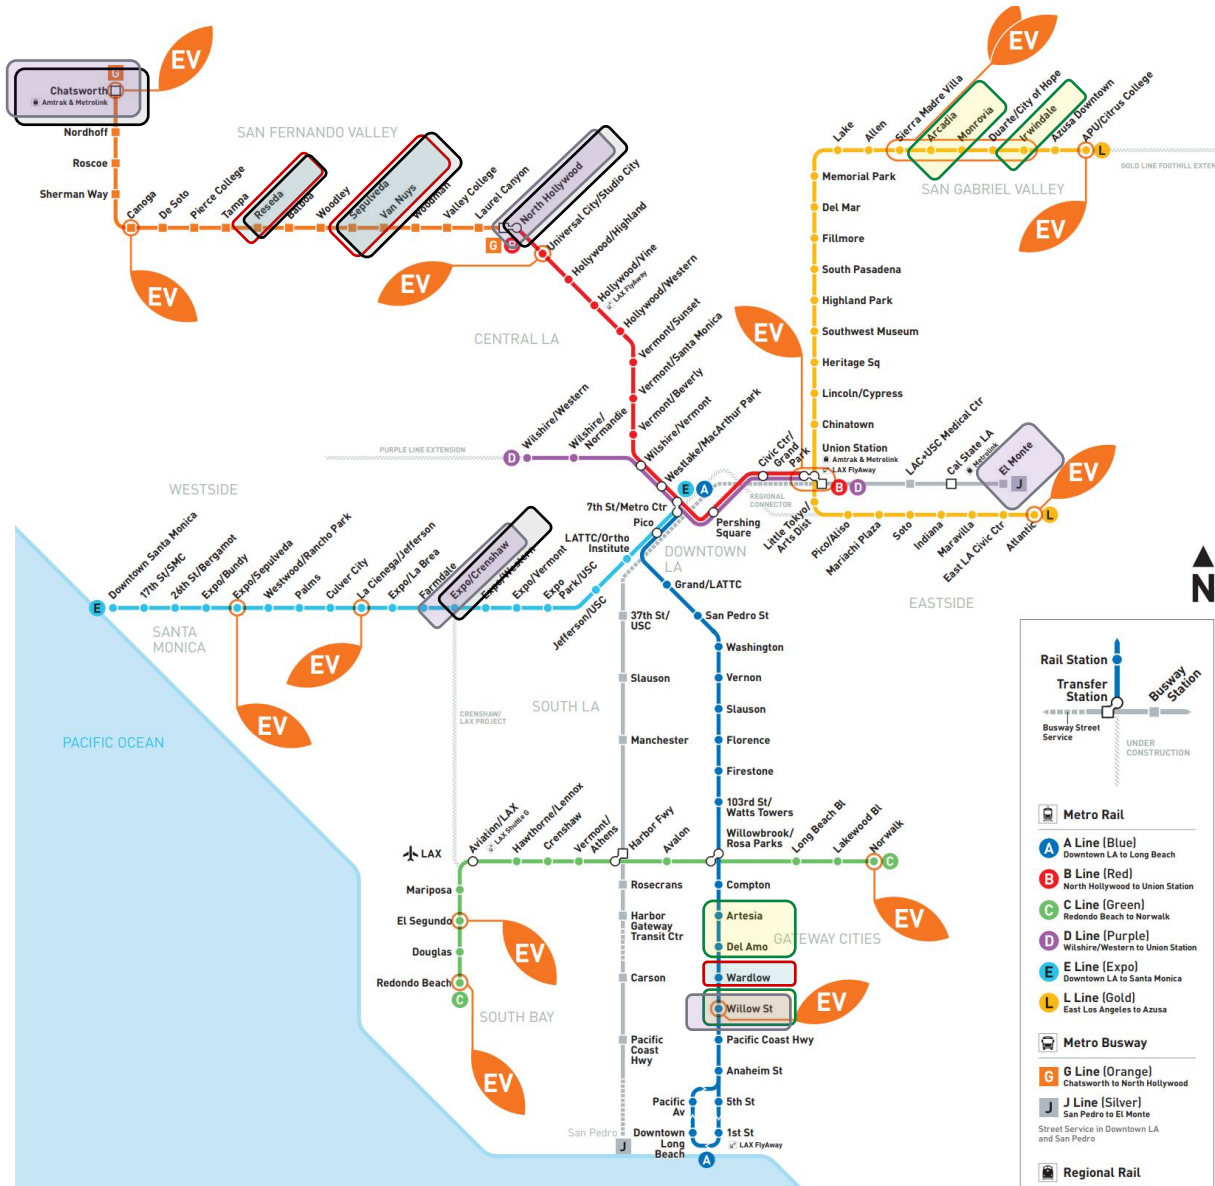 EV
EV
G
Chatsworth
Amtrak & Metrolink
Nordhoff
Roscoe
Sherman Way
SAN FERNANDO VALLEY
Canoga
De Soto
Pierce College
Tampa
Reseda
Balboa
Woodley
Sepulveda
Van Nuys
Woodman
Valley College
Laurel Canyon
North Hollywood
Universal City/Studio City
G
B
EV
EV
Hollywood/Highland
Hollywood/Vine
LAX FlyAway
Hollywood/Western
CENTRAL LA
Vermont/Sunset
Vermont/Santa Monica
Vermont/Beverly
Wilshire/Vermont
Westlake/MacArthur Park
Wilshire/Western
Wilshire/
Normandie
PURPLE LINE EXTENSION
D
Lake
Allen
Sierra Madre Villa
Arcadia
Monrovia
Duarte/City of Hope
Irwindale
Azusa Downtown
APU/Citrus College
L
GOLD LINE FOOTHILL EXTEN
SAN GABRIEL VALLEY
EV
Memorial Park
Del Mar
Fillmore
South Pasadena
Highland Park
Southwest Museum
Heritage Sq
Lincoln/Cypress
Chinatown
EV
Union Station
Amtrak & Metrolink
LAX FlyAway
Civic Ctr/
Grand
Park
B
D
LAC+USC Medical Ctr
Cal State LA
Metrolink
El Monte
J
EV
E
A
REGIONAL
CONNECTOR
7th St/Metro Ctr
Pico
Pershing
Square
Little Tokyo/
Arts Dist
Pico/Aliso
Mariachi Plaza
Soto
Indiana
Maravilla
East LA Civic Ctr
Atlantic
L
WESTSIDE
DOWNTOWN
LA
EASTSIDE
N
LATTC/Ortho
Institute
E
Downtown Santa Monica
17th St/SMC
26th St/Bergamot
Expo/Bundy
Expo/Sepulveda
Westwood/Rancho Park
Palms
Culver City
La Cienega/Jefferson
Expo/La Brea
Farmdale
Expo/Crenshaw
Expo/Western
Expo/Vermont
Expo
Park/USC
Jefferson/USC
SANTA
MONICA
EV
EV
PACIFIC OCEAN
CRENSHAW/
LAX PROJECT
SOUTH LA
Grand/LATTC
San Pedro St
Washington
Vernon
Slauson
Florence
Firestone
103rd St/
Watts Towers
Willowbrook/
Rosa Parks
37th St/
USC
Slauson
Manchester
LAX
Aviation/LAX
LAX Shuttle G
Hawthorne/Lennox
Crenshaw
Vermont/
Athens
Harbor Fwy
Avalon
Long Beach Bl
Lakewood Bl
Norwalk
C
EV
Mariposa
El Segundo
Douglas
Redondo Beach
C
EV
EV
SOUTH BAY
Rosecrans
Harbor
Gateway
Transit Ctr
Carson
Pacific
Coast
Hwy
San Pedro
J
Compton
Artesia
Del Amo
GATEWAY CITIES
Wardlow
Willow St
EV
Pacific Coast Hwy
Anaheim St
Pacific
Av
5th St
Downtown
Long
Beach
1st St
LAX FlyAway
A
Rail Station
Transfer
Station
Busway
Station
Busway Street
Service
UNDER
CONSTRUCTION
Metro Rail
A
A Line (Blue)
Downtown LA to Long Beach
B
B Line (Red)
North Hollywood to Union Station
C
C Line (Green)
Redondo Beach to Norwalk
D
D Line (Purple)
Wilshire/Western to Union Station
E
E Line (Expo)
Downtown LA to Santa Monica
L
L Line (Gold)
East Los Angeles to Azusa
Metro Busway
G
G Line (Orange)
Chatsworth to North Hollywood
J
J Line (Silver)
San Pedro to El Monte
Street Service in Downtown LA
and San Pedro
Regional Rail